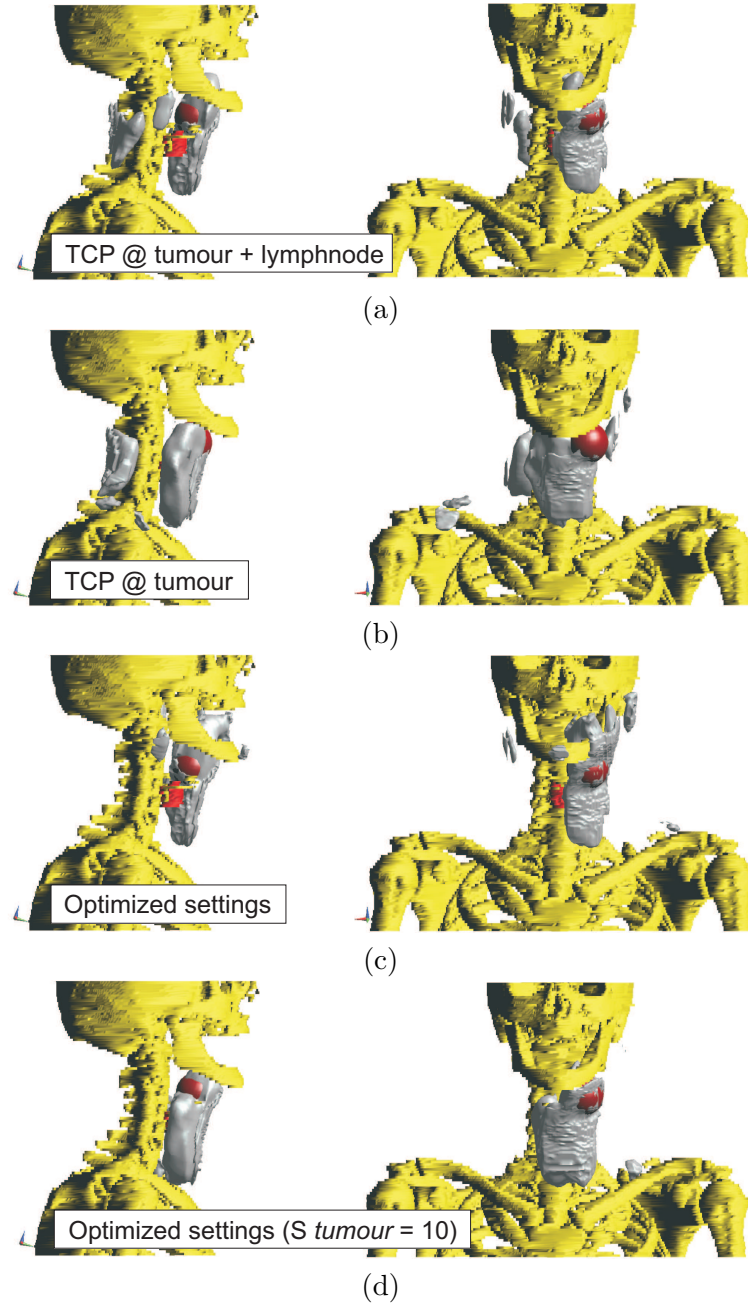 TCP @ tumour + lymphnode
(a)
TCP @ tumour
(b)
Optimized settings
(c)
Optimized settings (S tumour = 10)
(d)